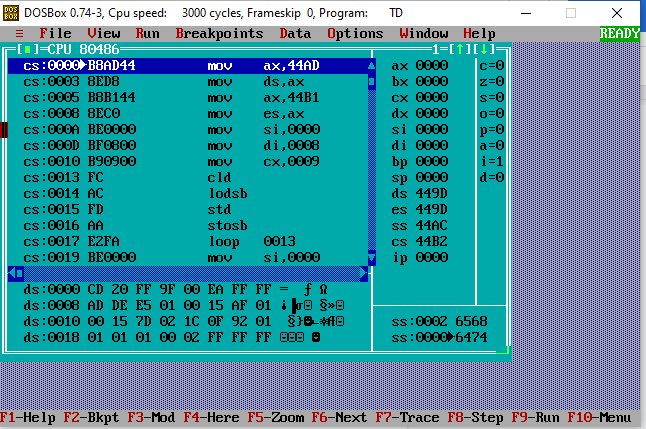 DOSBox 0.74-3, Cpu speed: 3000 cycles, Frameskip 0, Program: TD
≡ File View Run Breakpoints Data Options Window Help READY
[■]=CPU 80486 1=[↑][↓]
cs:0000►B8AD44 mov ax,44AD ax 0000 c=0
cs:0003 8ED8 mov ds,ax bx 0000 z=0
cs:0005 B8B144 mov ax,44B1 cx 0000 s=0
cs:0008 8EC0 mov es,ax dx 0000 o=0
cs:000A BE0000 mov si,0000 si 0000 p=0
cs:000D BF0800 mov di,0008 di 0000 a=0
cs:0010 B90900 mov cx,0009 bp 0000 i=1
cs:0013 FC cld sp 0000 d=0
cs:0014 AC lodsb ds 449D
cs:0015 FD std es 449D
cs:0016 AA stosb ss 44AC
cs:0017 E2FA loop 0013 cs 44B2
cs:0019 BE0000 mov si,0000 ip 0000
ds:0000 CD 20 FF 9F 00 EA FF FF = ƒ Ω
ds:0008 AD DE E5 01 00 15 AF 01
ds:0010 00 15 7D 02 1C 0F 92 01 ss:0002 6568
ds:0018 01 01 01 00 02 FF FF FF ss:0000►6474
F1-Help F2-Bkpt F3-Mod F4-Here F5-Zoom F6-Next F7-Trace F8-Step F9-Run F10-Menu